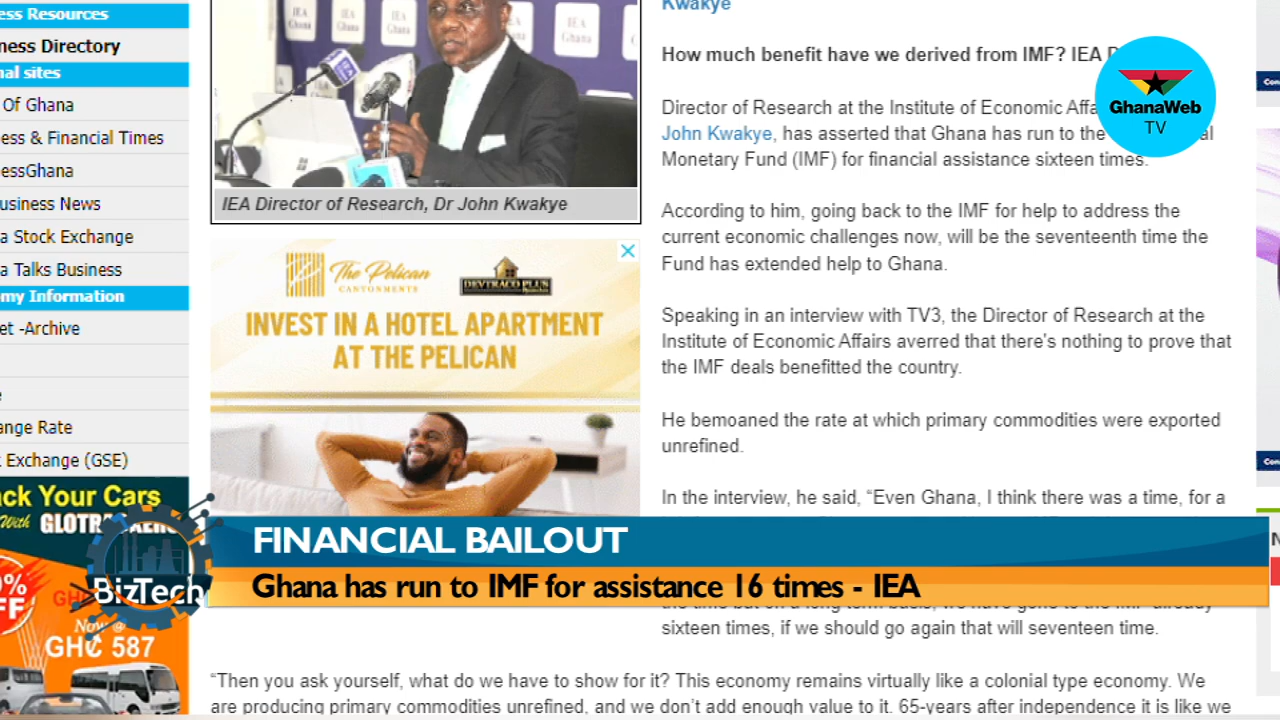 ess Resources
ness Directory
nal sites
Of Ghana
ess & Financial Times
essGhana
usiness News
a Stock Exchange
a Talks Business
my Information
et -Archive
ange Rate
Exchange (GSE)
ack Your Cars
With GLOTRA
FF
Now @
GHC 587
IEA
Ghana
IEA Director of Research, Dr John Kwakye
The Pelican
CANTONMENTS
DEVTRACO PLUS
INVEST IN A HOTEL APARTMENT
AT THE PELICAN
Kwakye
How much benefit have we derived from IMF? IEA
Director of Research at the Institute of Economic Affa
John Kwakye, has asserted that Ghana has run to the
Monetary Fund (IMF) for financial assistance sixteen times.
According to him, going back to the IMF for help to address the
current economic challenges now, will be the seventeenth time the
Fund has extended help to Ghana.
Speaking in an interview with TV3, the Director of Research at the
Institute of Economic Affairs averred that there's nothing to prove that
the IMF deals benefitted the country.
He bemoaned the rate at which primary commodities were exported
unrefined.
In the interview, he said, “Even Ghana, I think there was a time, for a
sixteen times, if we should go again that will seventeen time.
“Then you ask yourself, what do we have to show for it? This economy remains virtually like a colonial type economy. We
are producing primary commodities unrefined, and we don't add enough value to it. 65-years after independence it is like we
GhanaWeb
TV
BizTech
FINANCIAL BAILOUT
Ghana has run to IMF for assistance 16 times - IEA